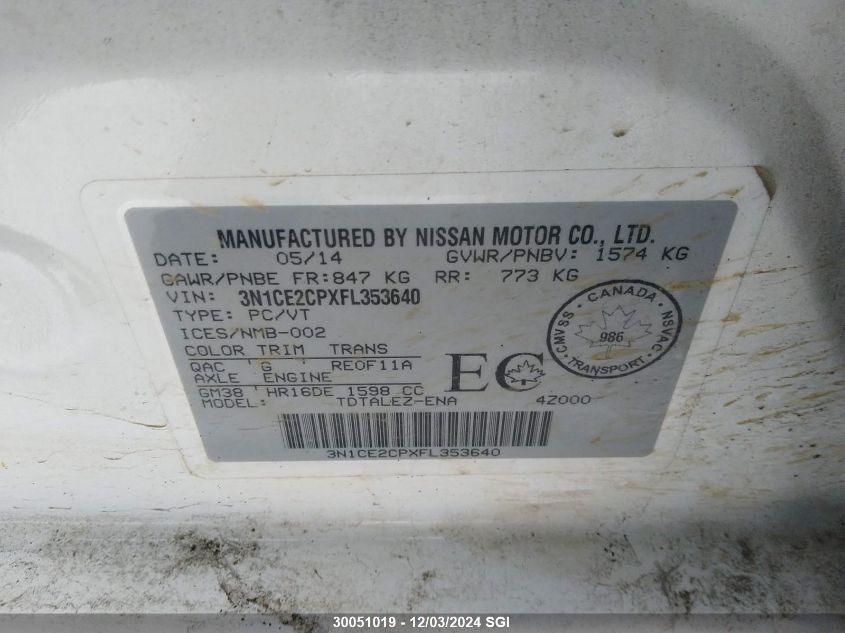 MANUFACTURED BY NISSAN MOTOR CO., LTD.
DATE: 05/14 GVWR/PNBV: 1574 KG
GAWR/PNBE FR:847 KG RR: 773 KG
VIN: 3N1CE2CPXFL353640
TYPE: PC/VT
ICES/NMB-002
COLOR TRIM TRANS
QAC 'G REOF11A
AXLE ENGINE
GM38 'HR16DE 1598 CC
MODEL: TDTALEZ-ENA 4Z000
EC
CANADA
CMVSS 986 NSVAC
TRANSPORT
3N1CE2CPXFL353640
30051019 - 12/03/2024 SGI